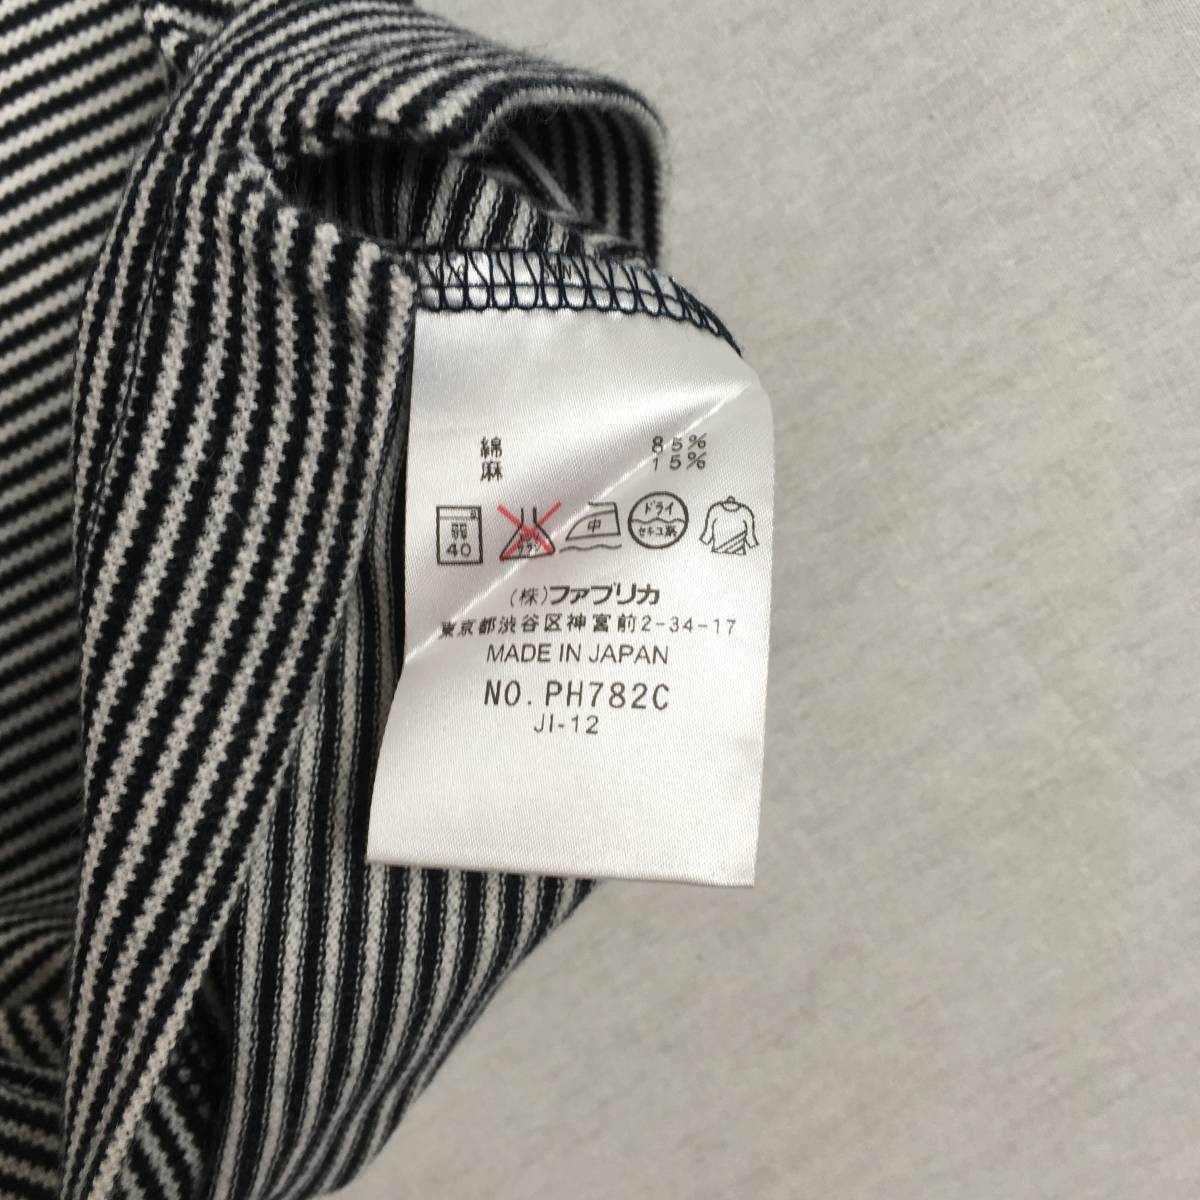 綿 85%
麻 15%
弱 40 中 ドライ セキユ系
(株)ファブリカ
東京都渋谷区神宮前2-34-17
MADE IN JAPAN
NO. PH782C
JI-12